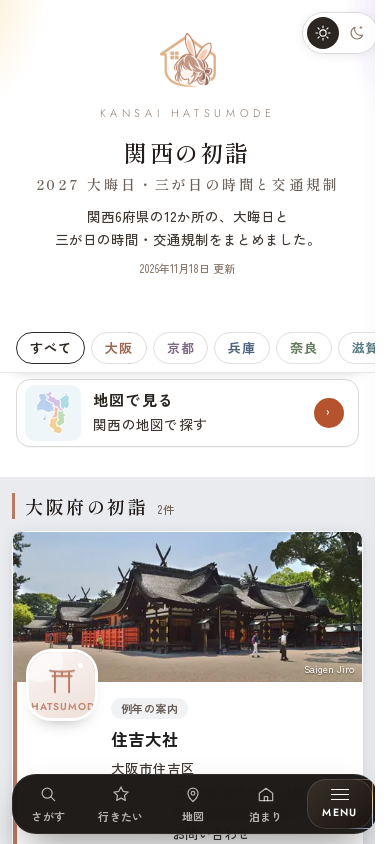 KANSAI HATSUMODE
関西の初詣
2027 大晦日・三が日の時間と交通規制
関西6府県の12か所の、大晦日と
三が日の時間・交通規制をまとめました。
2026年11月18日 更新
すべて
大阪
京都
兵庫
奈良
滋賀
地図で見る
関西の地図で探す
大阪府の初詣 2件
Saigen Jiro
HATSUMOD
例年の案内
住吉大社
大阪市住吉区
さがす
行きたい
地図
泊まり
MENU